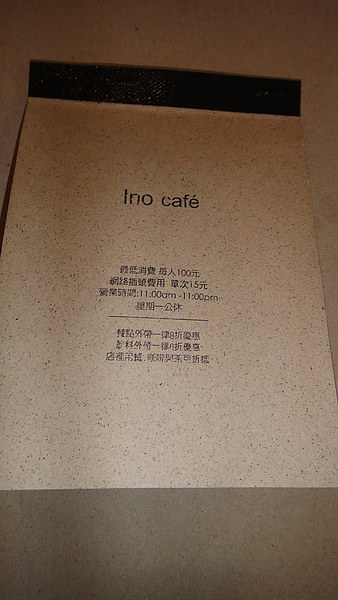 Ino café
最低消費 每人100元
網路插頭費用 單次15元
營業時間:11:00am -11:00pm
星期一公休
餐點外帶一律8折優惠
飲料外帶一律6折優惠